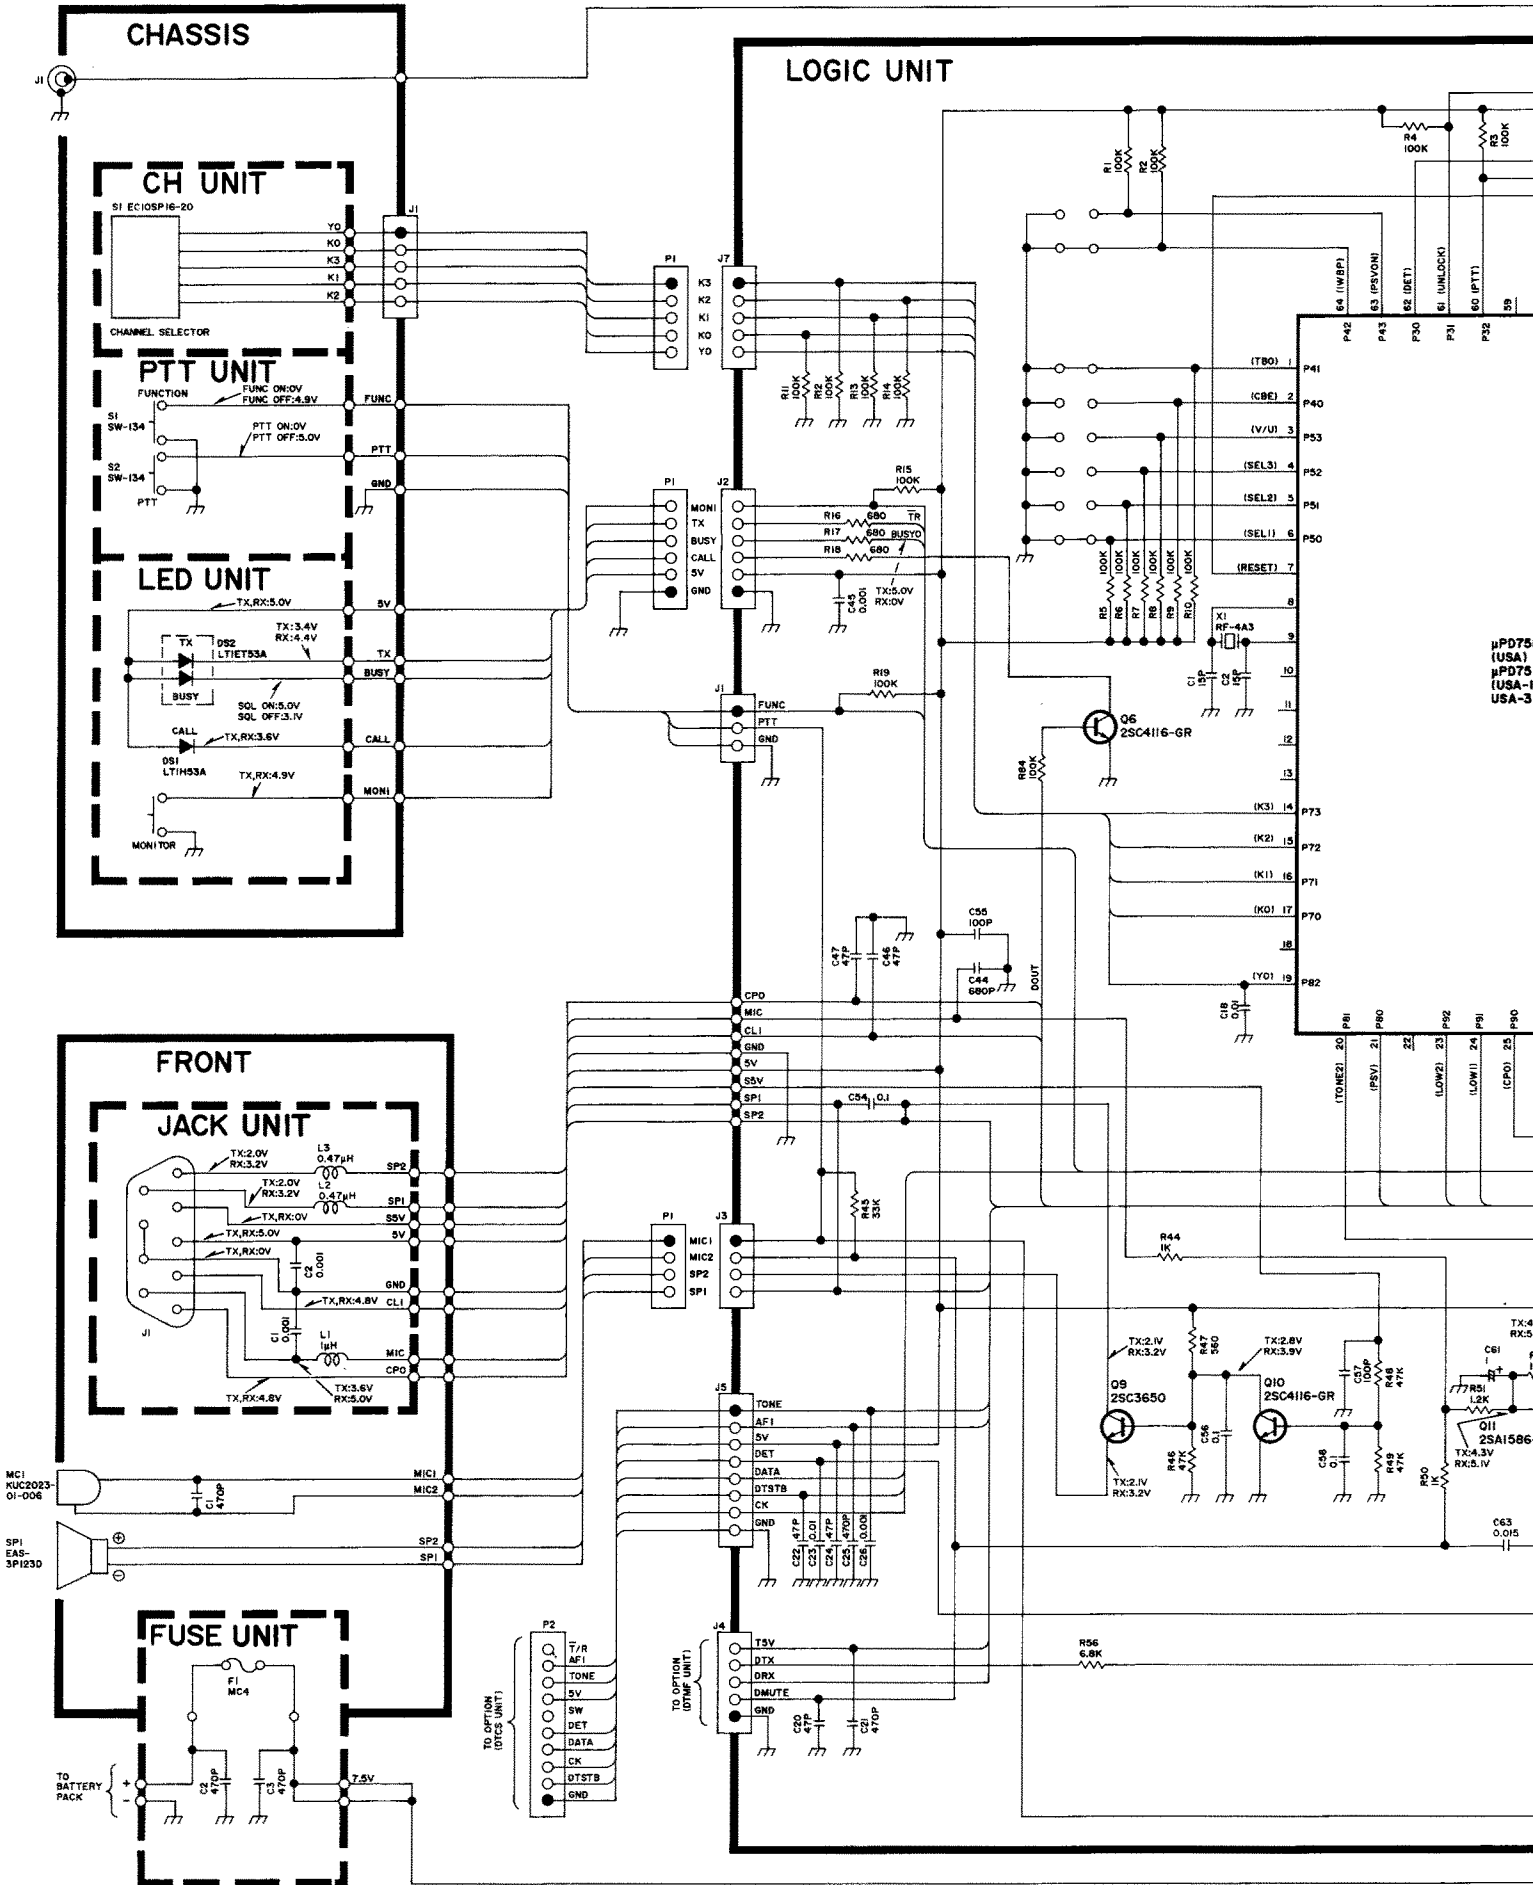 CHASSIS
J1
CH UNIT
S1 EC10SP16-20
J1
Y0
K0
K3
K1
K2
CHANNEL SELECTOR
PTT UNIT
FUNCTION
FUNC ON:0V
FUNC OFF:4.9V
FUNC
S1
SW-134
PTT ON:0V
PTT OFF:5.0V
PTT
S2
SW-134
GND
PTT
LED UNIT
TX,RX:5.0V
5V
TX:3.4V
RX:4.4V
TX
DS2
LT1ET53A
TX
BUSY
BUSY
SQL ON:5.0V
SQL OFF:3.1V
CALL
TX,RX:3.6V
CALL
DS1
LT1H53A
TX,RX:4.9V
MONI
MONITOR
FRONT
JACK UNIT
TX:2.0V
RX:3.2V
L3
0.47µH
SP2
TX:2.0V
RX:3.2V
L2
0.47µH
SP1
TX,RX:0V
S5V
TX,RX:5.0V
5V
TX,RX:0V
C2
0.001
GND
TX,RX:4.8V
CL1
J1
C1
0.001
L1
1µH
MIC
CPO
TX,RX:4.8V
TX:3.6V
RX:5.0V
MC1
KUC2023-
01-006
C1
470P
MIC1
MIC2
SP1
EAS-
3P123D
SP2
SP1
FUSE UNIT
F1
MC4
TO
BATTERY
PACK
+
-
C2
470P
C3
470P
7.5V
P1
K3
K2
K1
K0
Y0
J7
P1
MONI
TX
BUSY
CALL
5V
GND
J2
J1
FUNC
PTT
GND
CPO
MIC
CL1
GND
5V
S5V
SP1
SP2
P1
MIC1
MIC2
SP2
SP1
J3
J5
TONE
AF1
5V
DET
DATA
DTSTB
CK
GND
P2
T/R
AF1
TONE
5V
SW
DET
DATA
CK
DTSTB
GND
TO OPTION
(DTCS UNIT)
J4
T5V
DTX
DRX
DMUTE
GND
TO OPTION
(DTMF UNIT)
LOGIC UNIT
R1
100K
R2
100K
R4
100K
R3
100K
R11
100K
R12
100K
R13
100K
R14
100K
R15
100K
R16
680
TR
R17
680
BUSYO
R18
680
C45
0.001
TX:5.0V
RX:0V
R19
100K
R5
100K
R6
100K
R7
100K
R8
100K
R9
100K
R10
100K
X1
RF-4A3
C1
15P
C2
15P
Q6
2SC4116-GR
R84
100K
64 (IWBP)
P42
63 (PSVON)
P43
62 (DET)
P30
61 (UNLOCK)
P31
60 (PTT)
P32
59
(TBO) 1 P41
(CBE) 2 P40
(V/U) 3 P53
(SEL3) 4 P52
(SEL2) 5 P51
(SEL1) 6 P50
(RESET) 7
8
9
10
11
12
13
(K3) 14 P73
(K2) 15 P72
(K1) 16 P71
(K0) 17 P70
18
(Y0) 19 P82
µPD75
(USA)
µPD75
(USA-1
USA-3
C18
0.01
P81
20
(TONE2)
P80
21
(PSV)
22
P92
23
(LOW2)
P91
24
(LOW1)
P90
25
(CPO)
C47
47P
C46
47P
C55
100P
C44
680P
DOUT
C54 0.1
R45
33K
R44
1K
TX:2.1V
RX:3.2V
R47
560
TX:2.8V
RX:3.9V
Q9
2SC3650
Q10
2SC4116-GR
C57
100P
R48
47K
R46
47K
C56
0.1
C58
0.1
R49
47K
TX:2.1V
RX:3.2V
C61
1
+
R51
1.2K
Q11
2SA1586-
TX:4.3V
RX:5.1V
R50
1K
C63
0.015
C22
47P
C23
0.01
C24
47P
C25
470P
C26
0.001
R56
6.8K
C20
47P
C21
470P